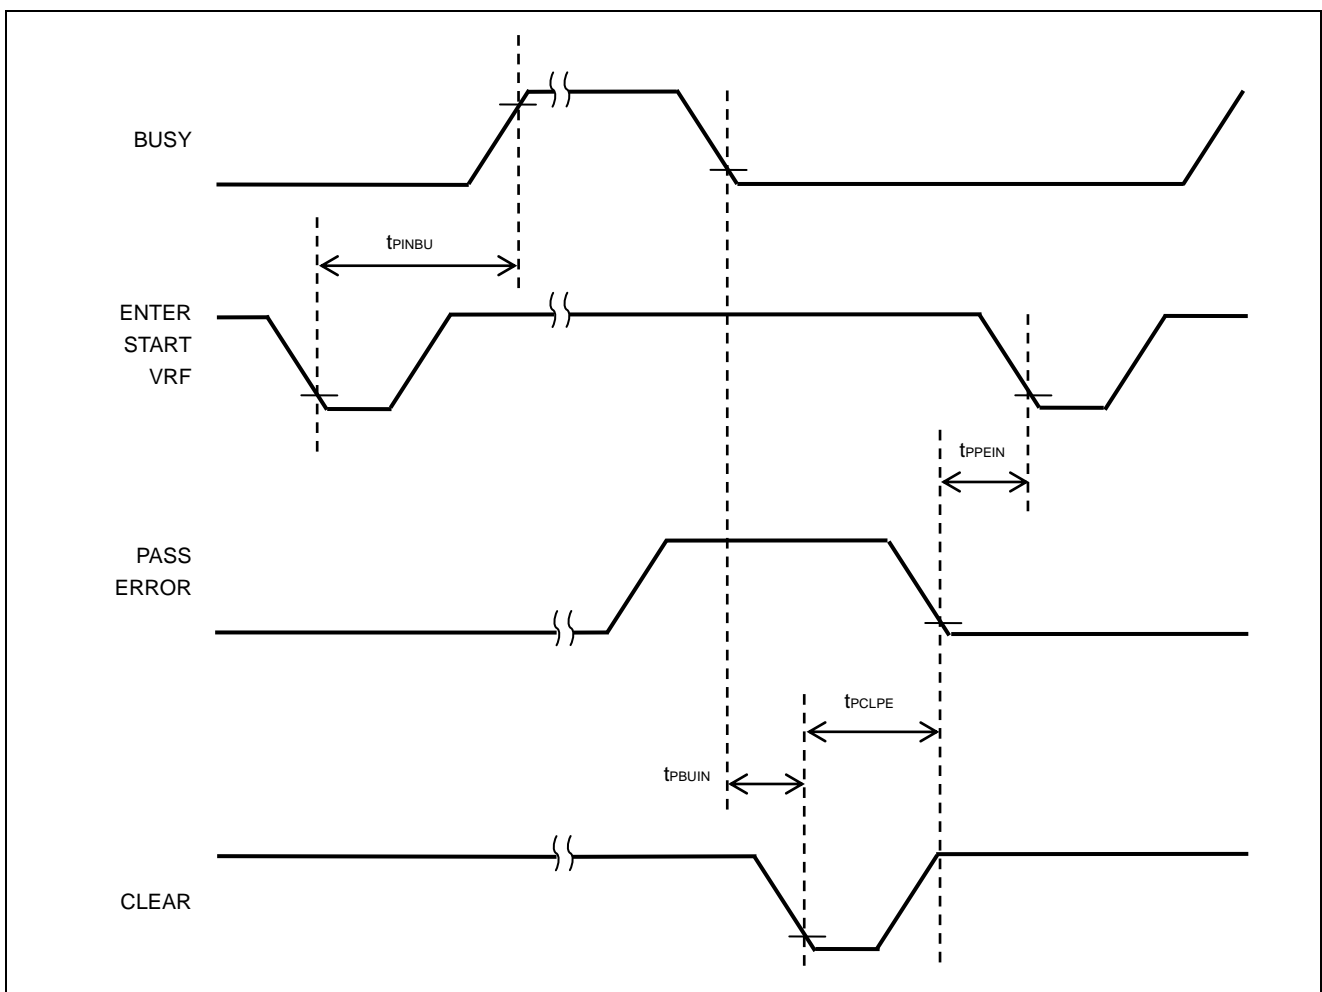 BUSY
tPINBU
ENTER
START
VRF
tPPEIN
PASS
ERROR
tPCLPE
tPBUIN
CLEAR